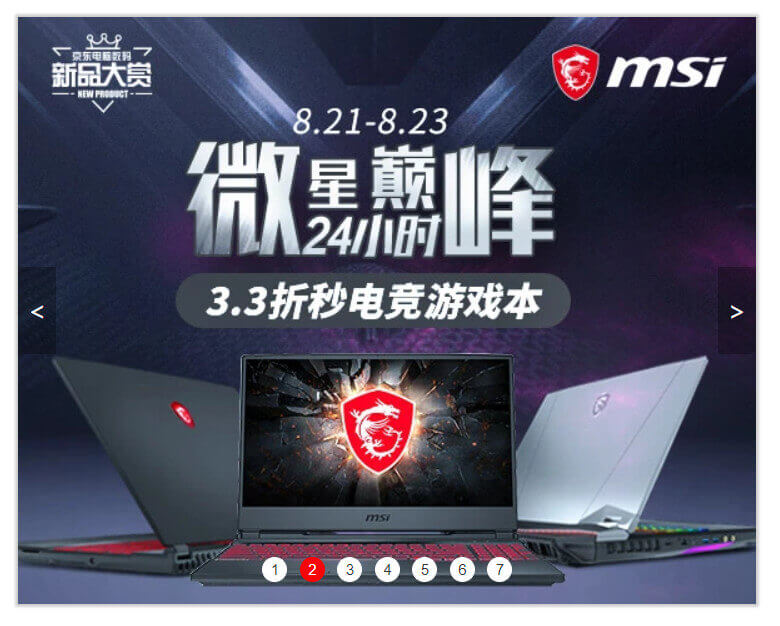 京东电脑数码
新品大赏
NEW PRODUCT
msi
8.21-8.23
微星巅峰
24小时
3.3折秒电竞游戏本
<
>
msi
1 2 3 4 5 6 7